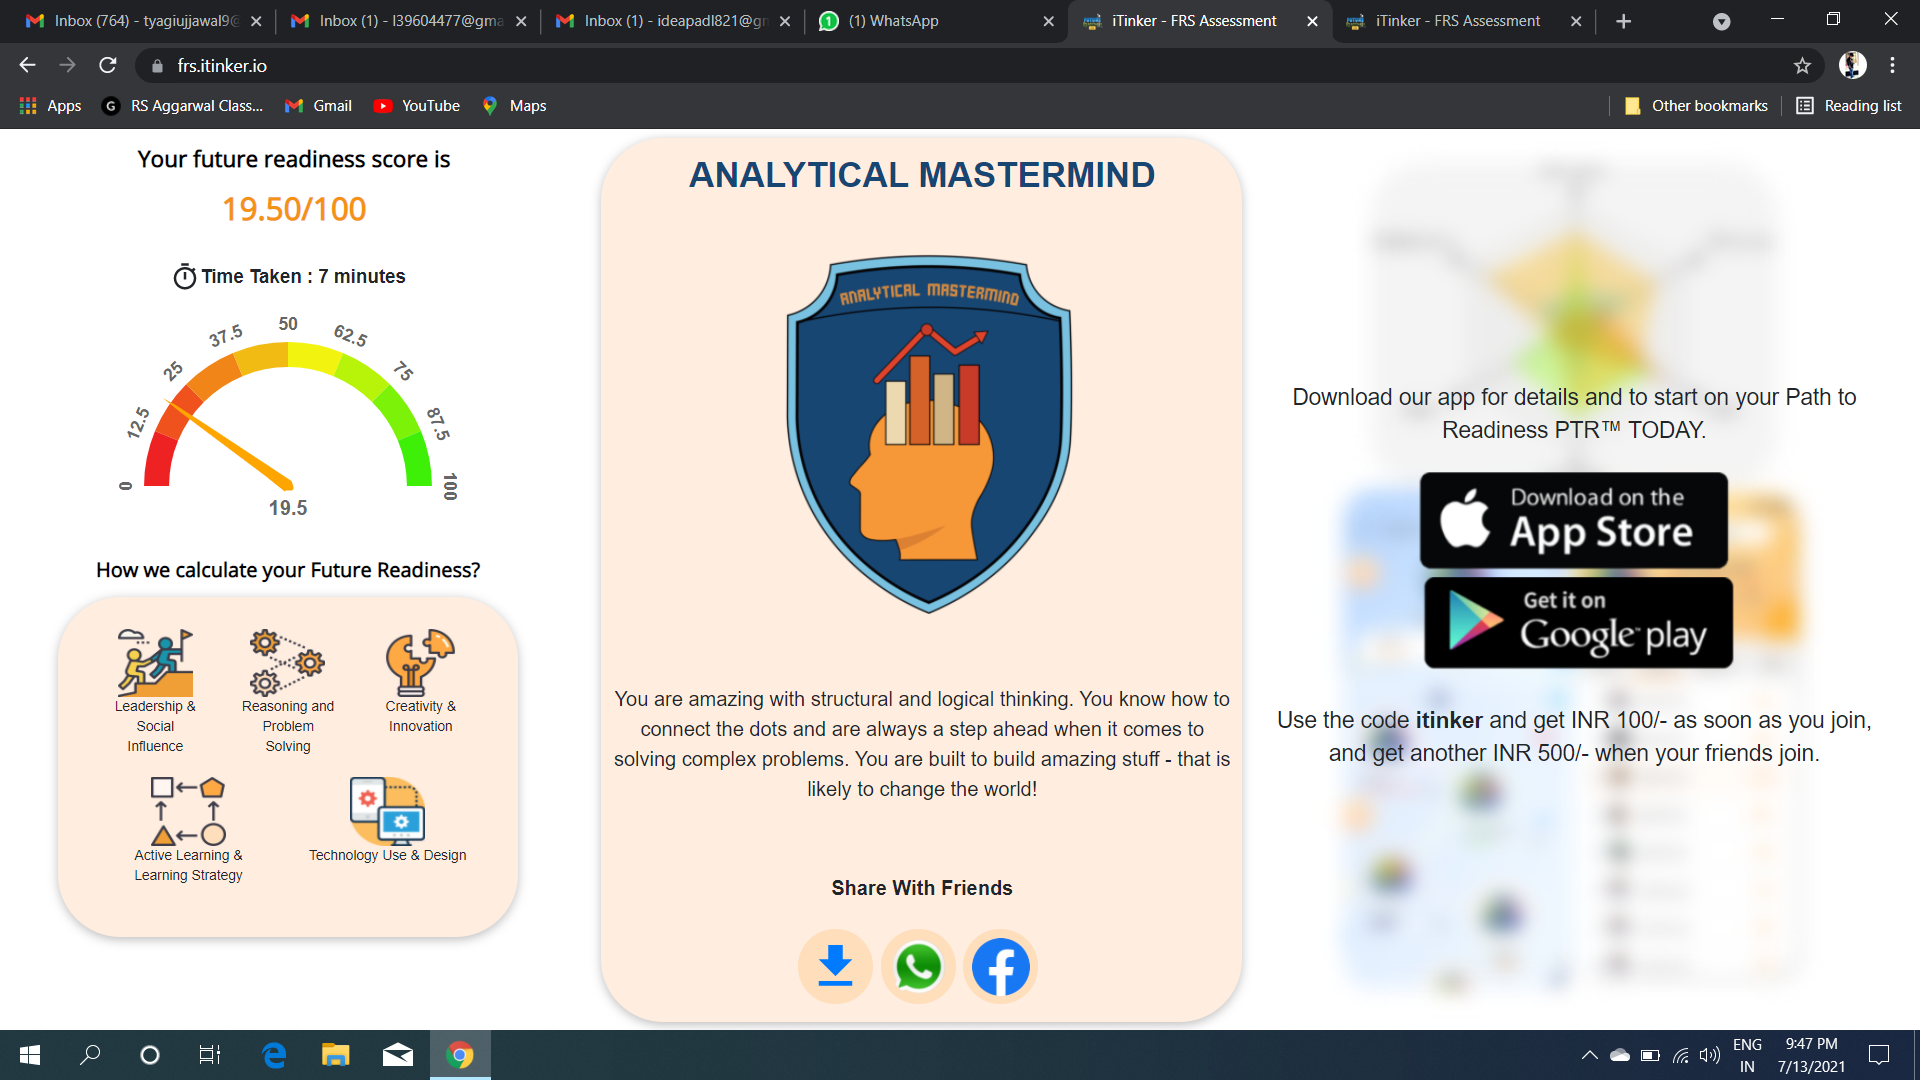 Inbox (764) - tyagiujjawal9@
Inbox (1) - l39604477@gma
Inbox (1) - ideapadl821@gm
(1) WhatsApp
iTinker - FRS Assessment
iTinker - FRS Assessment
frs.itinker.io
Apps
G
RS Aggarwal Class...
Gmail
YouTube
Maps
Other bookmarks
Reading list
Your future readiness score is
19.50/100
Time Taken : 7 minutes
0
12.5
25
37.5
50
62.5
75
87.5
100
19.5
How we calculate your Future Readiness?
Leadership &
Social
Influence
Reasoning and
Problem
Solving
Creativity &
Innovation
Active Learning &
Learning Strategy
Technology Use & Design
ANALYTICAL MASTERMIND
ANALYTICAL MASTERMIND
You are amazing with structural and logical thinking. You know how to
connect the dots and are always a step ahead when it comes to
solving complex problems. You are built to build amazing stuff - that is
likely to change the world!
Share With Friends
Download our app for details and to start on your Path to
Readiness PTR™ TODAY.
Download on the
App Store
Get it on
Google™ play
Use the code itinker and get INR 100/- as soon as you join,
and get another INR 500/- when your friends join.
ENG
IN
9:47 PM
7/13/2021